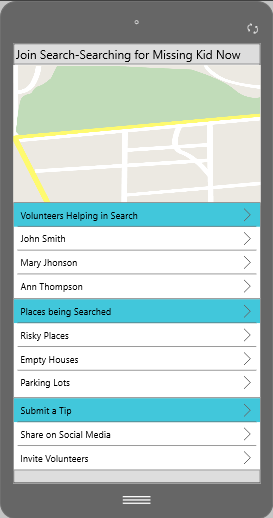 Join Search-Searching for Missing Kid Now
Volunteers Helping in Search
John Smith
Mary Jhonson
Ann Thompson
Places being Searched
Risky Places
Empty Houses
Parking Lots
Submit a Tip
Share on Social Media
Invite Volunteers